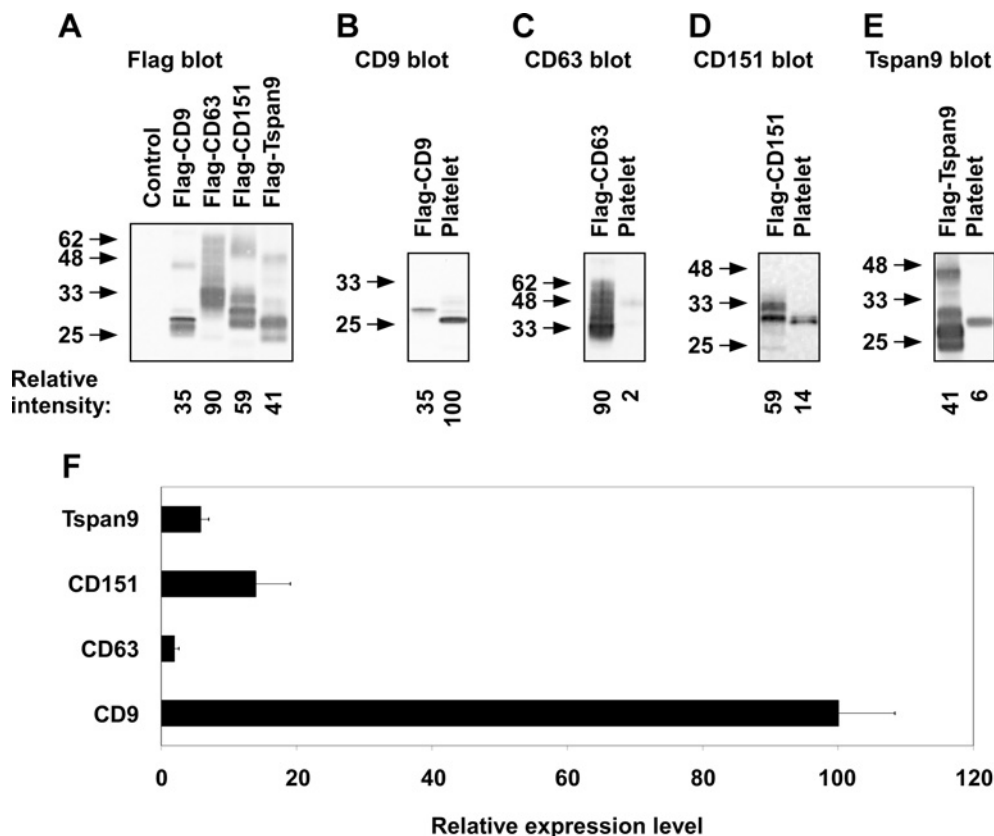 A
Flag blot
Control
Flag-CD9
Flag-CD63
Flag-CD151
Flag-Tspan9
62
48
33
25
Relative
intensity:
35
90
59
41
B
CD9 blot
Flag-CD9
Platelet
33
25
35
100
C
CD63 blot
Flag-CD63
Platelet
62
48
33
90
2
D
CD151 blot
Flag-CD151
Platelet
48
33
25
59
14
E
Tspan9 blot
Flag-Tspan9
Platelet
48
33
25
41
6
F
Tspan9
CD151
CD63
CD9
0 20 40 60 80 100 120
Relative expression level